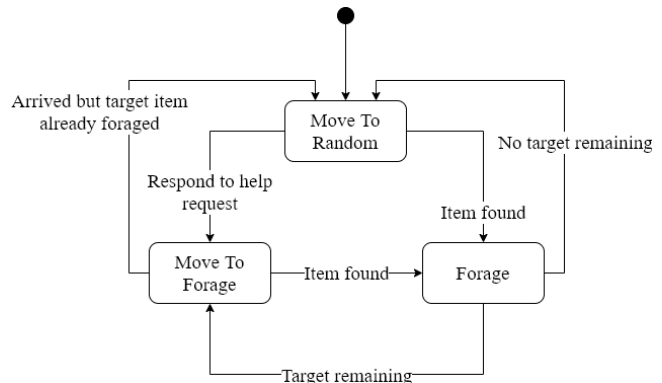 Arrived but target item
already foraged
Move To
Random
No target remaining
Respond to help
request
Item found
Move To
Forage
Item found
Forage
Target remaining